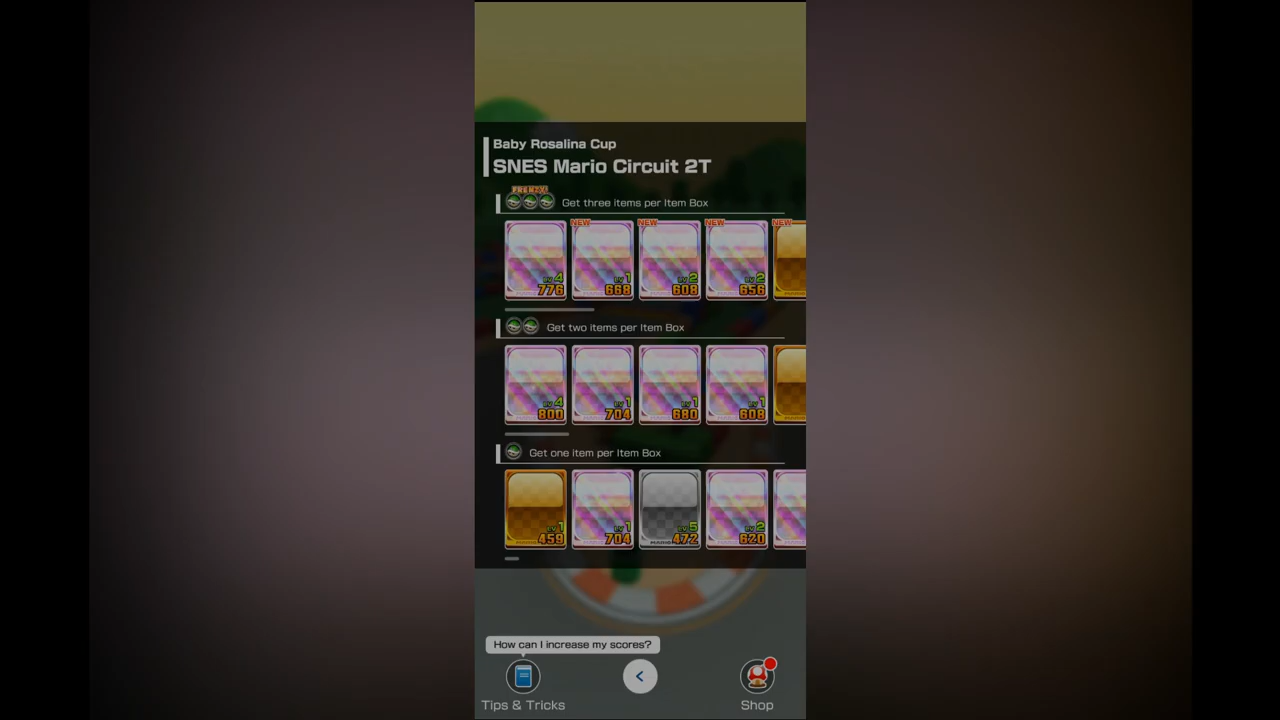 Baby Rosalina Cup
SNES Mario Circuit 2T
FRENZY!
Get three items per Item Box
NEW NEW NEW NEW
LV 4 LV 1 LV 2 LV 2
776 668 608 656
Get two items per Item Box
LV 4 LV 1 LV 1 LV 1
800 704 680 608
Get one item per Item Box
LV 1 LV 1 LV 5 LV 2
459 704 472 620
How can I increase my scores?
Tips & Tricks
Shop